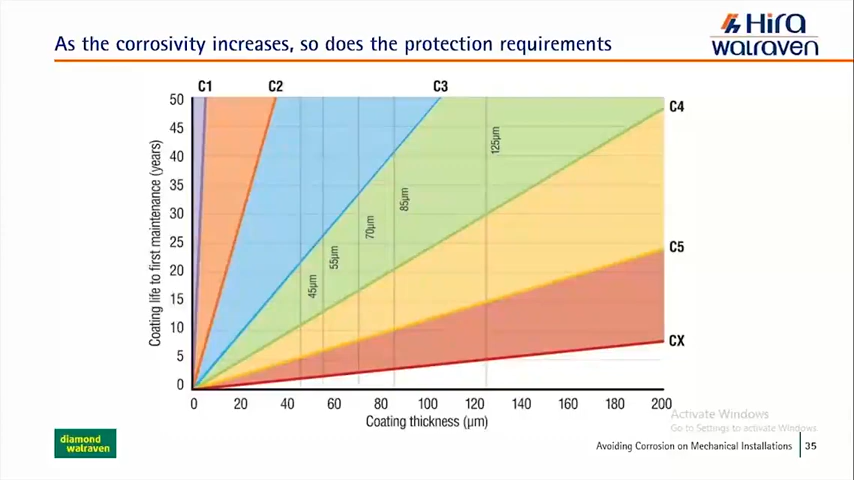 As the corrosivity increases, so does the protection requirements
Hira
walraven
C1
C2
C3
C4
C5
CX
Coating life to first maintenance (years)
50
45
40
35
30
25
20
15
10
5
0
45µm
55µm
70µm
85µm
125µm
0 20 40 60 80 100 120 140 160 180 200
Coating thickness (µm)
Activate Windows
Go to Settings to activate Windows.
diamond
walraven
Avoiding Corrosion on Mechanical Installations 35